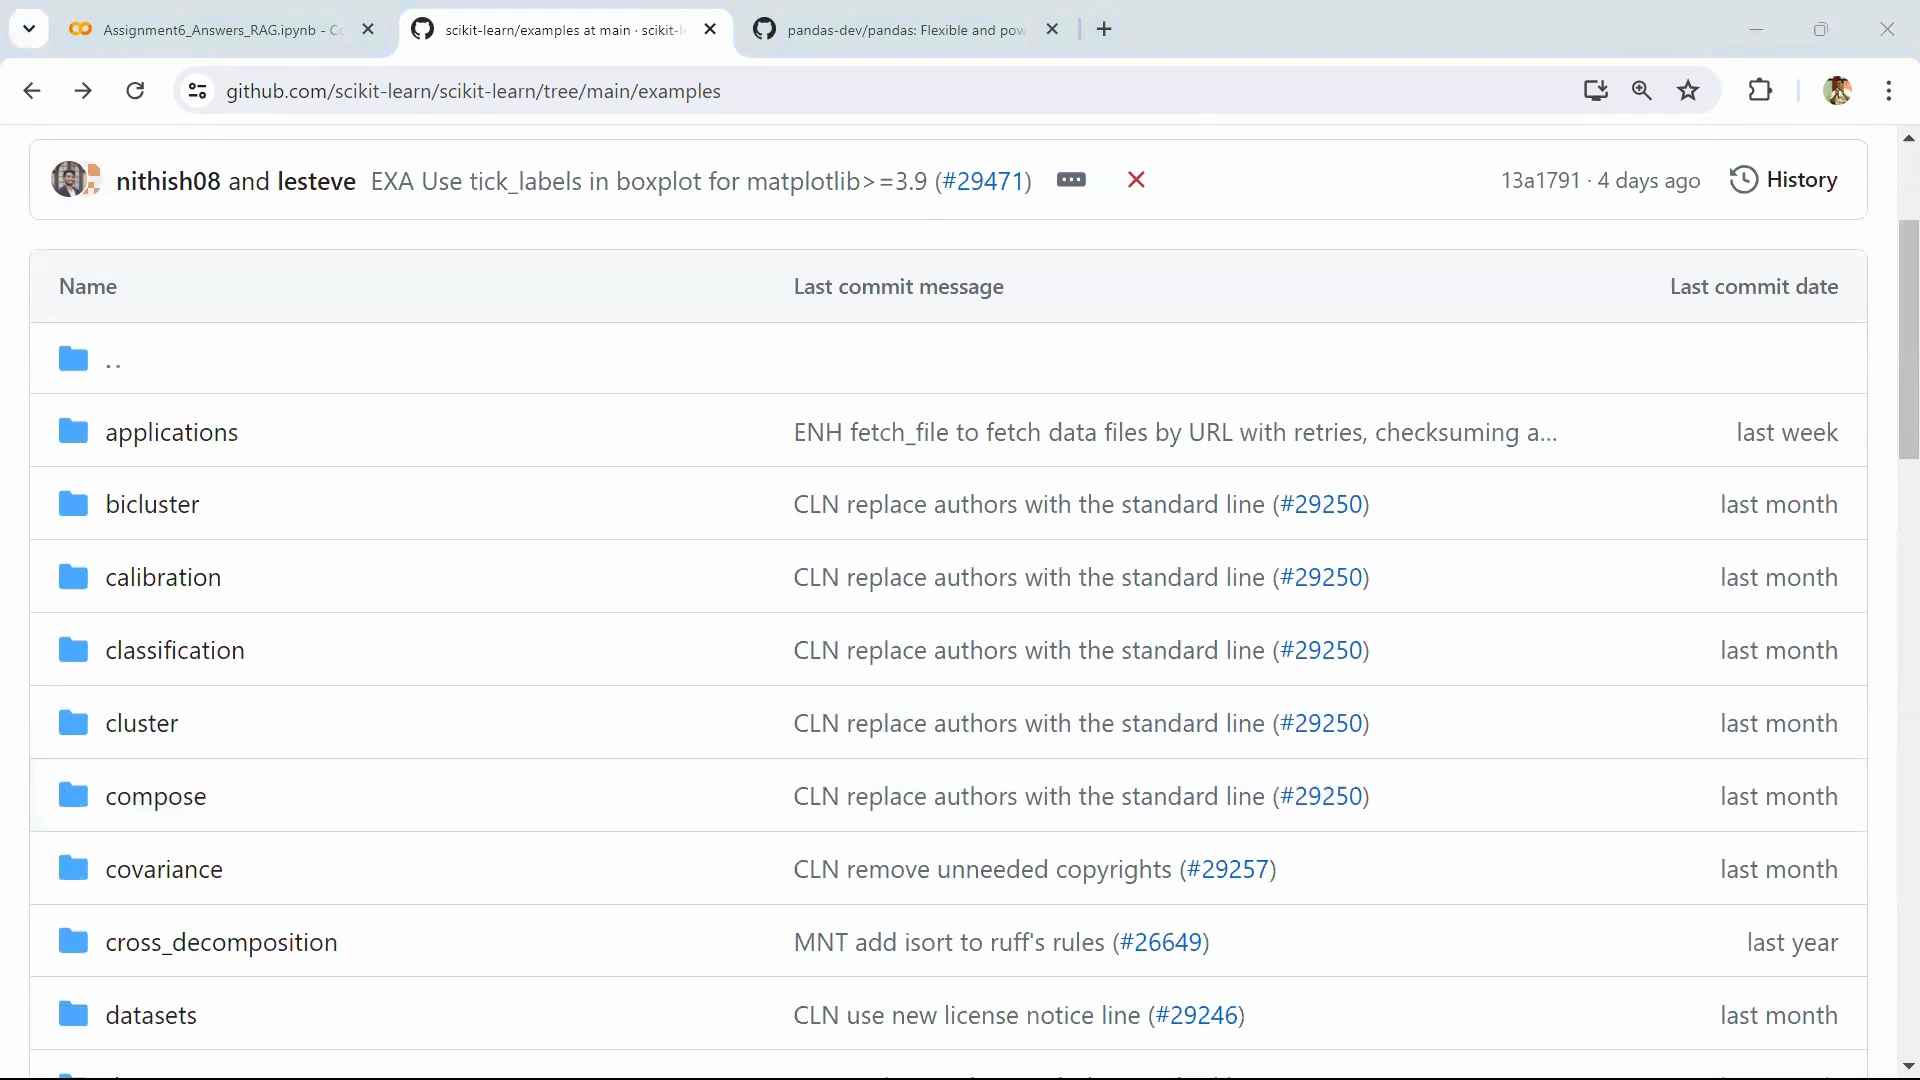 Assignment6_Answers_RAG.ipynb - Co
scikit-learn/examples at main · scikit-l
pandas-dev/pandas: Flexible and pow
github.com/scikit-learn/scikit-learn/tree/main/examples
nithish08 and lesteve EXA Use tick_labels in boxplot for matplotlib>=3.9 (#29471) 13a1791 · 4 days ago History
Name Last commit message Last commit date
..
applications ENH fetch_file to fetch data files by URL with retries, checksuming a... last week
bicluster CLN replace authors with the standard line (#29250) last month
calibration CLN replace authors with the standard line (#29250) last month
classification CLN replace authors with the standard line (#29250) last month
cluster CLN replace authors with the standard line (#29250) last month
compose CLN replace authors with the standard line (#29250) last month
covariance CLN remove unneeded copyrights (#29257) last month
cross_decomposition MNT add isort to ruff's rules (#26649) last year
datasets CLN use new license notice line (#29246) last month